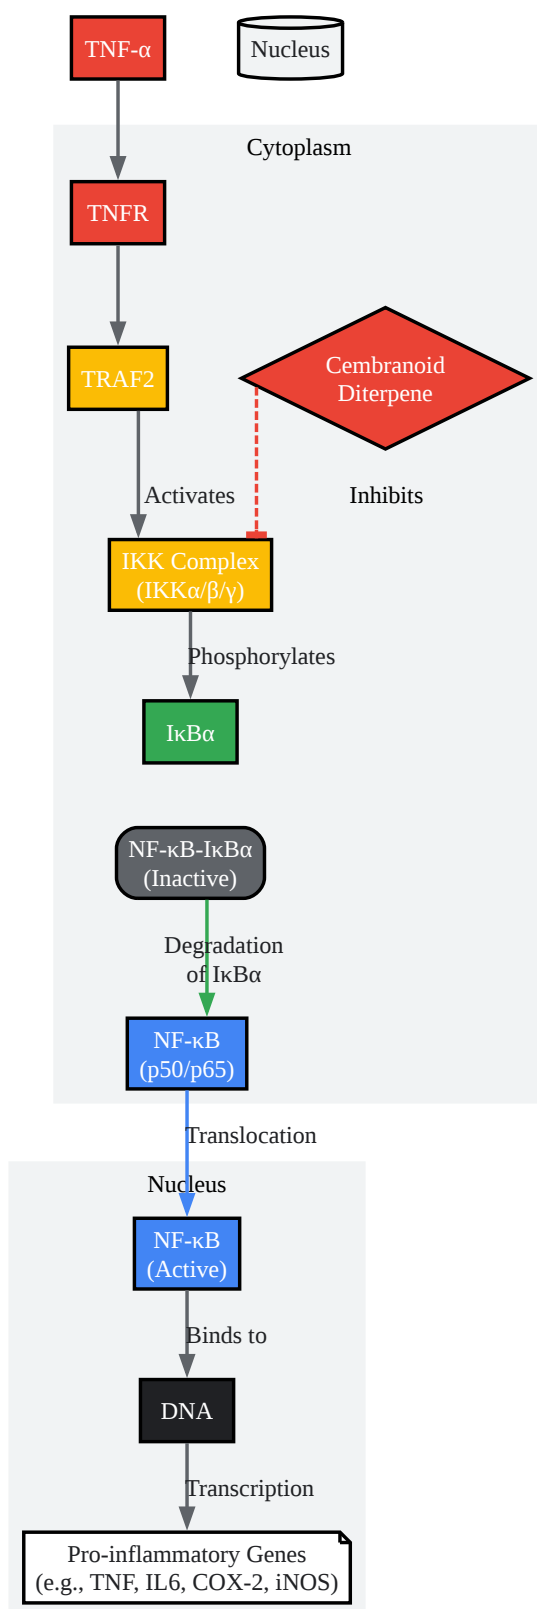 TNF-α
Nucleus
Cytoplasm
TNFR
TRAF2
Cembranoid
Diterpene
Activates
Inhibits
IKK Complex
(IKKα/β/γ)
Phosphorylates
IκBα
NF-κB-IκBα
(Inactive)
Degradation
of IκBα
NF-κB
(p50/p65)
Translocation
Nucleus
NF-κB
(Active)
Binds to
DNA
Transcription
Pro-inflammatory Genes
(e.g., TNF, IL6, COX-2, iNOS)